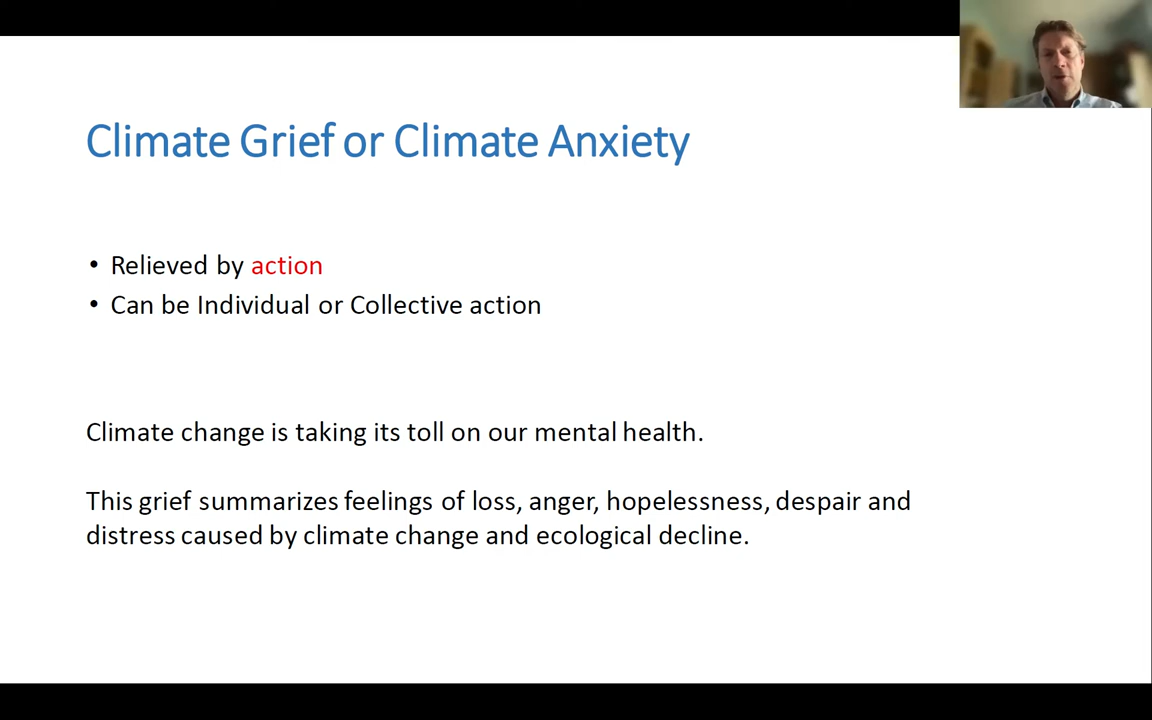 Climate Grief or Climate Anxiety
• Relieved by action
• Can be Individual or Collective action
Climate change is taking its toll on our mental health.
This grief summarizes feelings of loss, anger, hopelessness, despair and
distress caused by climate change and ecological decline.